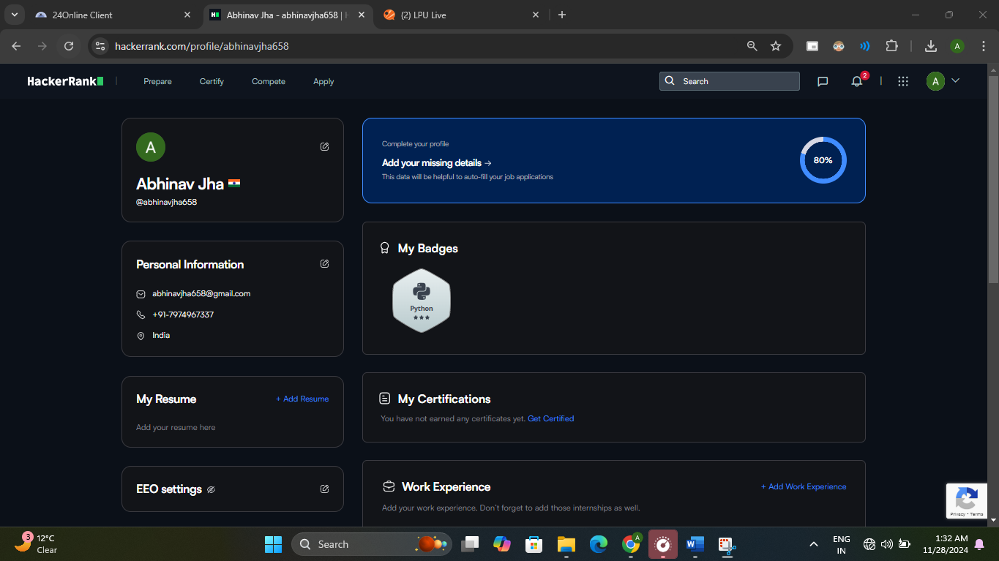 24Online Client
Abhinav Jha - abhinavjha658 | H
(2) LPU Live
hackerrank.com/profile/abhinavjha658
A
HackerRank
Prepare
Certify
Compete
Apply
Search
2
A
A
Abhinav Jha
@abhinavjha658
Complete your profile
Add your missing details →
This data will be helpful to auto-fill your job applications
80%
Personal Information
abhinavjha658@gmail.com
+91-7974967337
India
My Badges
Python
★★★
My Resume
+ Add Resume
Add your resume here
My Certifications
You have not earned any certificates yet. Get Certified
EEO settings
Work Experience
+ Add Work Experience
Add your work experience. Don't forget to add those internships as well.
Privacy - Terms
3
12°C
Clear
Search
A
ENG
IN
1:32 AM
11/28/2024